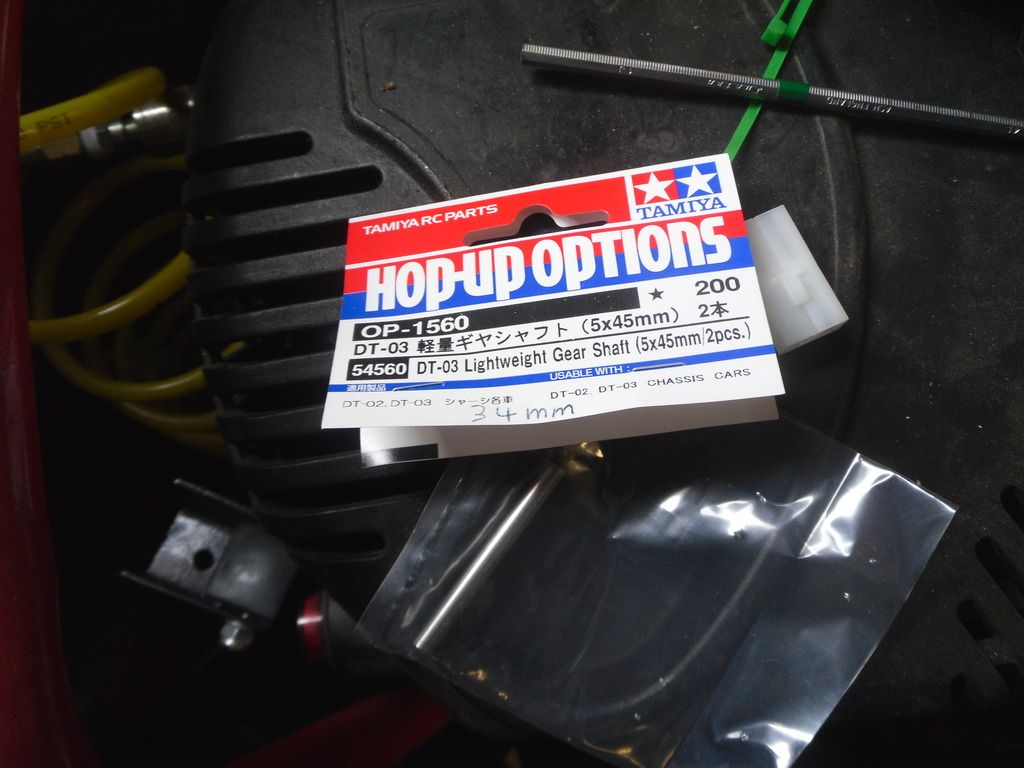 PSI
ENGLAND
TAMIYA RC PARTS
TAMIYA
HOP-UP OPTIONS
★ 200
OP-1560
DT-03 軽量ギヤシャフト (5x45mm) 2本
54560 DT-03 Lightweight Gear Shaft (5x45mm/2pcs.)
適用製品 USABLE WITH :
DT-02, DT-03 シャーシ各車 DT-02, DT-03 CHASSIS CARS
34mm